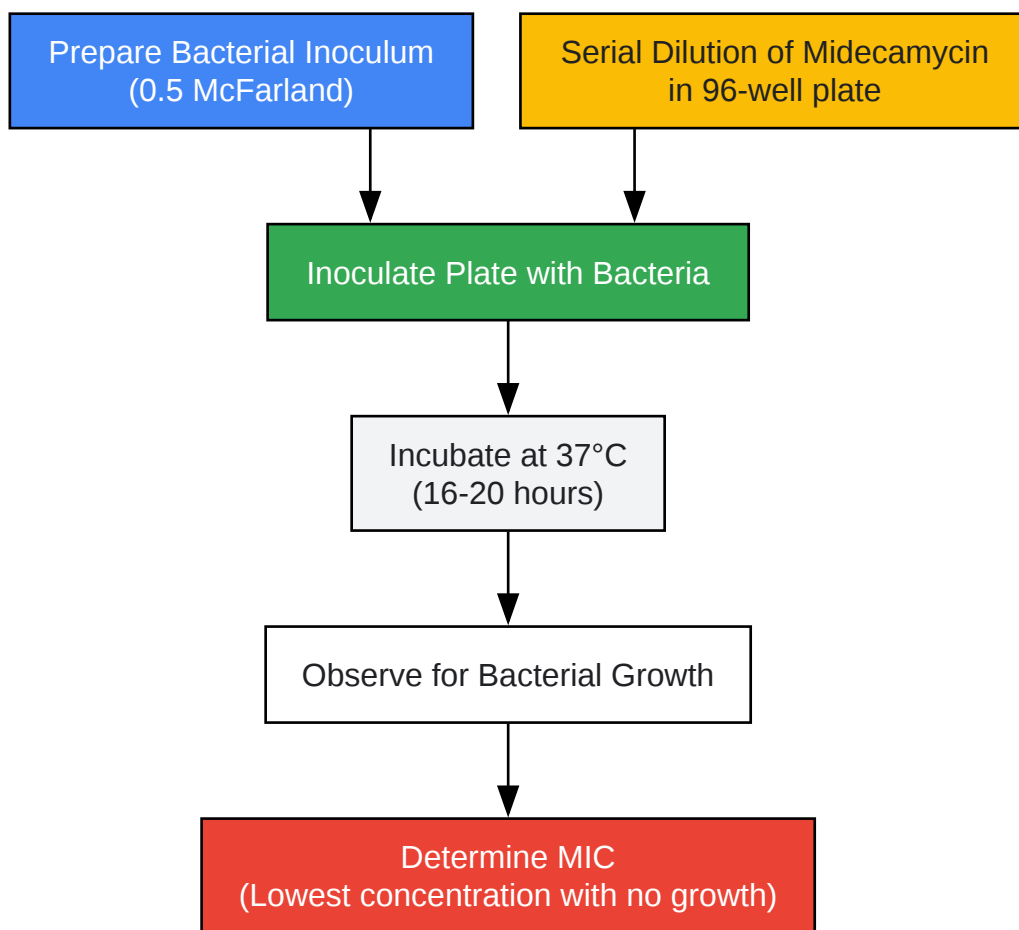 Prepare Bacterial Inoculum
(0.5 McFarland)
Serial Dilution of Midecamycin
in 96-well plate
Inoculate Plate with Bacteria
Incubate at 37°C
(16-20 hours)
Observe for Bacterial Growth
Determine MIC
(Lowest concentration with no growth)